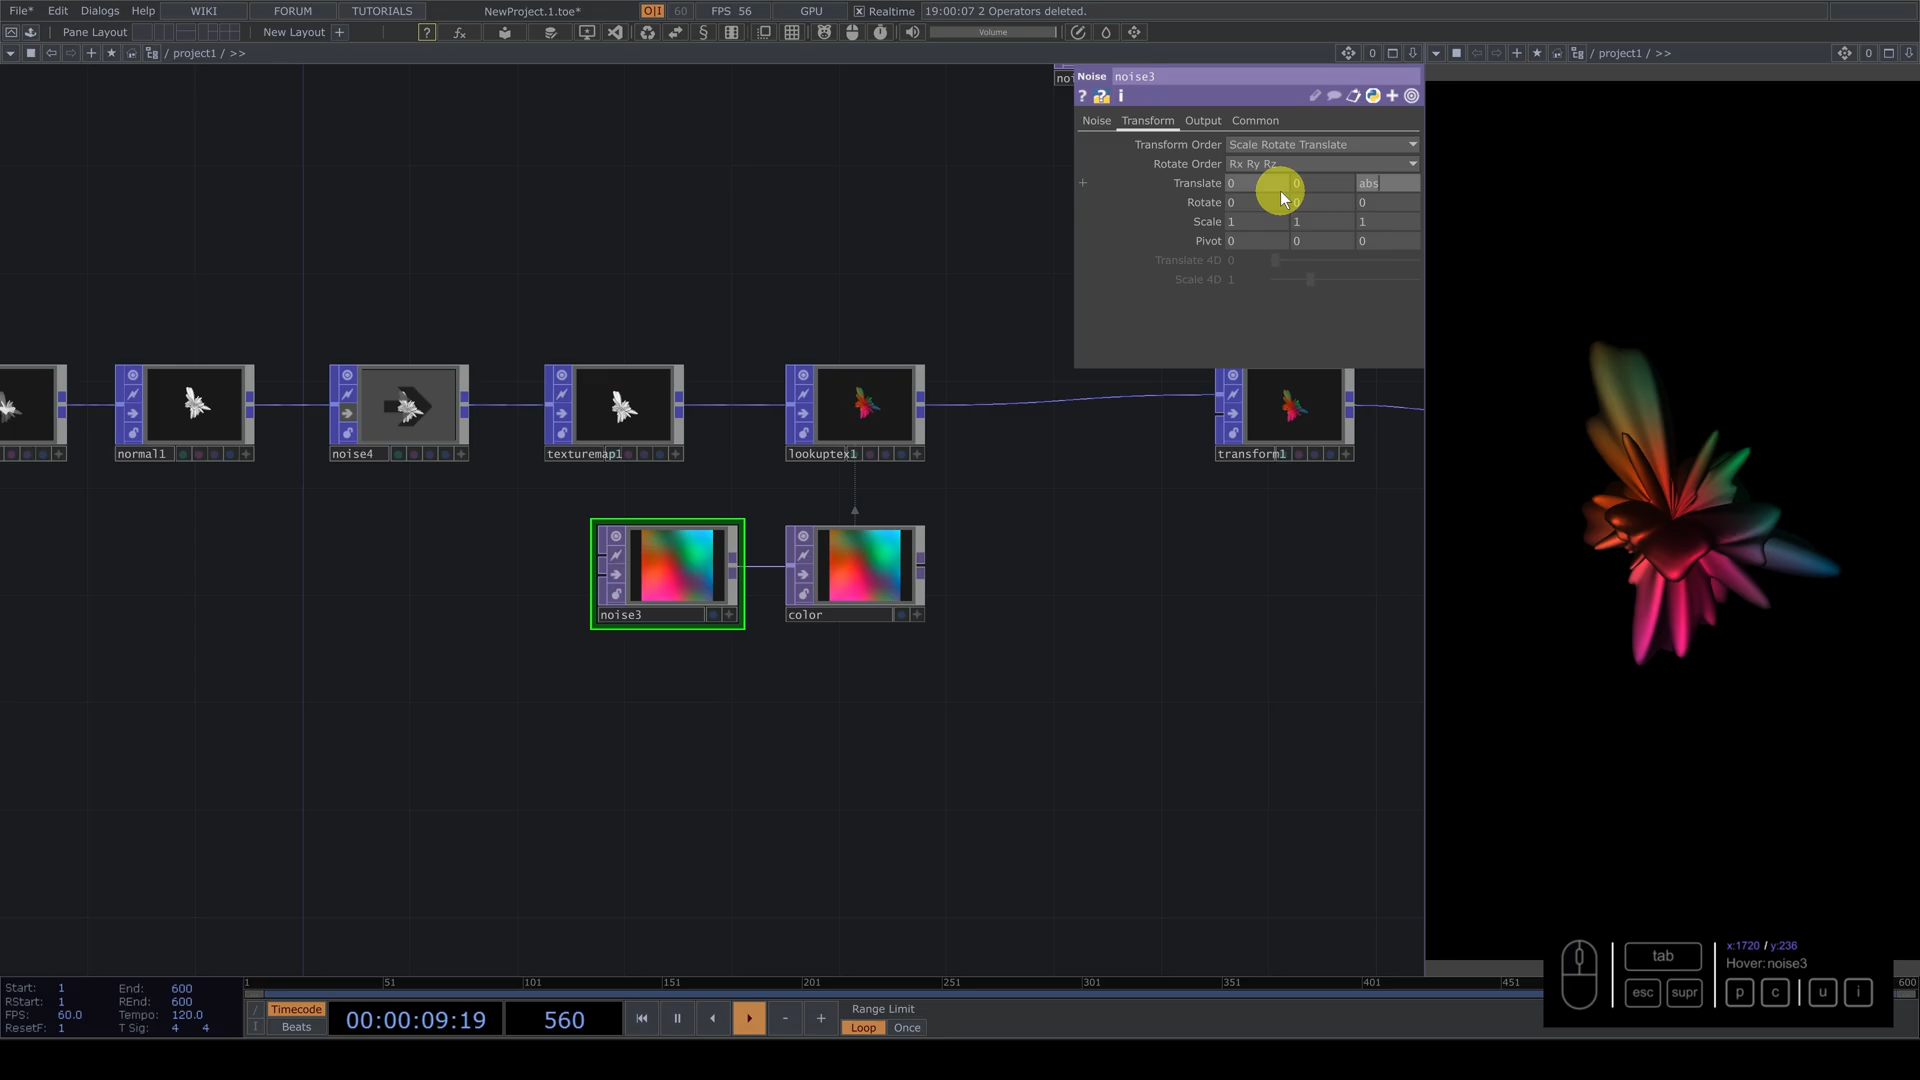 File* Edit Dialogs Help WIKI FORUM TUTORIALS NewProject.1.toe* O|I 60 FPS 56 GPU Realtime 19:00:07 2 Operators deleted.
Pane Layout New Layout + ? fx Volume
/ project1 / >> 0 / project1 / >> 0
noi
Noise noise3
? ? i
Noise Transform Output Common
Transform Order Scale Rotate Translate
Rotate Order Rx Ry Rz
+ Translate 0 0 abs
Rotate 0 0 0
Scale 1 1 1
Pivot 0 0 0
Translate 4D 0
Scale 4D 1
normal1 noise4 texturemap1 lookuptex1 transform1
noise3 color
1 51 101 151 201 251 301 351 401 451 600
Start: 1 End: 600
RStart: 1 REnd: 600
FPS: 60.0 Tempo: 120.0
ResetF: 1 T Sig: 4 4
/ Timecode
I Beats
00:00:09:19 560 - +
Range Limit
Loop Once
tab
esc supr
x:1720 / y:236
Hover: noise3
p c u i